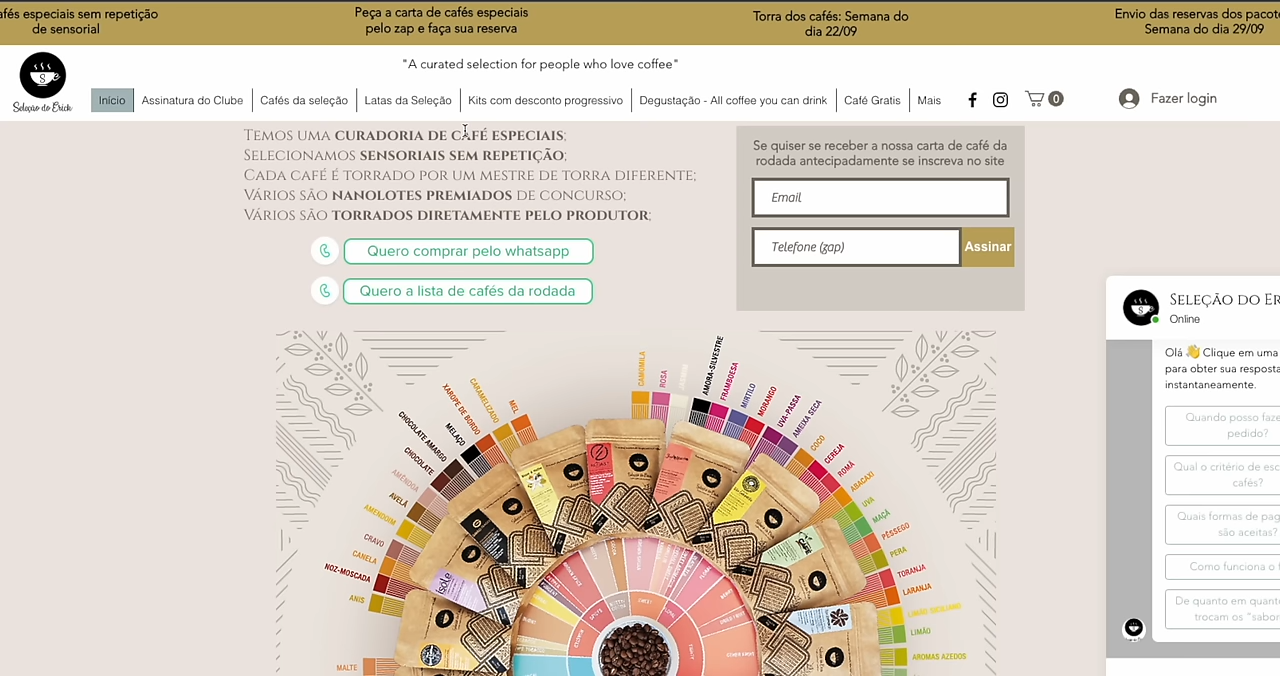 afés especiais sem repetição
de sensorial
Peça a carta de cafés especiais
pelo zap e faça sua reserva
Torra dos cafés: Semana do
dia 22/09
Envio das reservas dos pacote
Semana do dia 29/09
"A curated selection for people who love coffee"
Seleção do Erick
Início
Assinatura do Clube
Cafés da seleção
Latas da Seleção
Kits com desconto progressivo
Degustação - All coffee you can drink
Café Gratis
Mais
0
Fazer login
Temos uma curadoria de café especiais;
Selecionamos sensoriais sem repetição;
Cada café é torrado por um mestre de torra diferente;
Vários são nanolotes premiados de concurso;
Vários são torrados diretamente pelo produtor;
Quero comprar pelo whatsapp
Quero a lista de cafés da rodada
Se quiser se receber a nossa carta de café da
rodada antecipadamente se inscreva no site
Email
Telefone (zap)
Assinar
Seleção do Er
Online
Olá 👋 Clique em uma
para obter sua resposta
instantaneamente.
Quando posso faze
pedido?
Qual o critério de esc
cafés?
Quais formas de pag
são aceitas?
Como funciona o f
De quanto em quanto
trocam os "sabor
MALTE
ANIS
NOZ-MOSCADA
CANELA
CRAVO
AMENDOIM
AVELÃ
AMÊNDOA
CHOCOLATE
CHOCOLATE AMARGO
MELAÇO
XAROPE DE BORDO
CARAMELIZADO
MEL
CAMOMILA
ROSA
JASMIM
AMORA-SILVESTRE
FRAMBOESA
MIRTILO
MORANGO
UVA-PASSA
AMEIXA SECA
COCO
CEREJA
ROMÃ
ABACAXI
UVA
MAÇÃ
PÊSSEGO
PERA
TORANJA
LARANJA
LIMÃO SICILIANO
LIMÃO
AROMAS AZEDOS